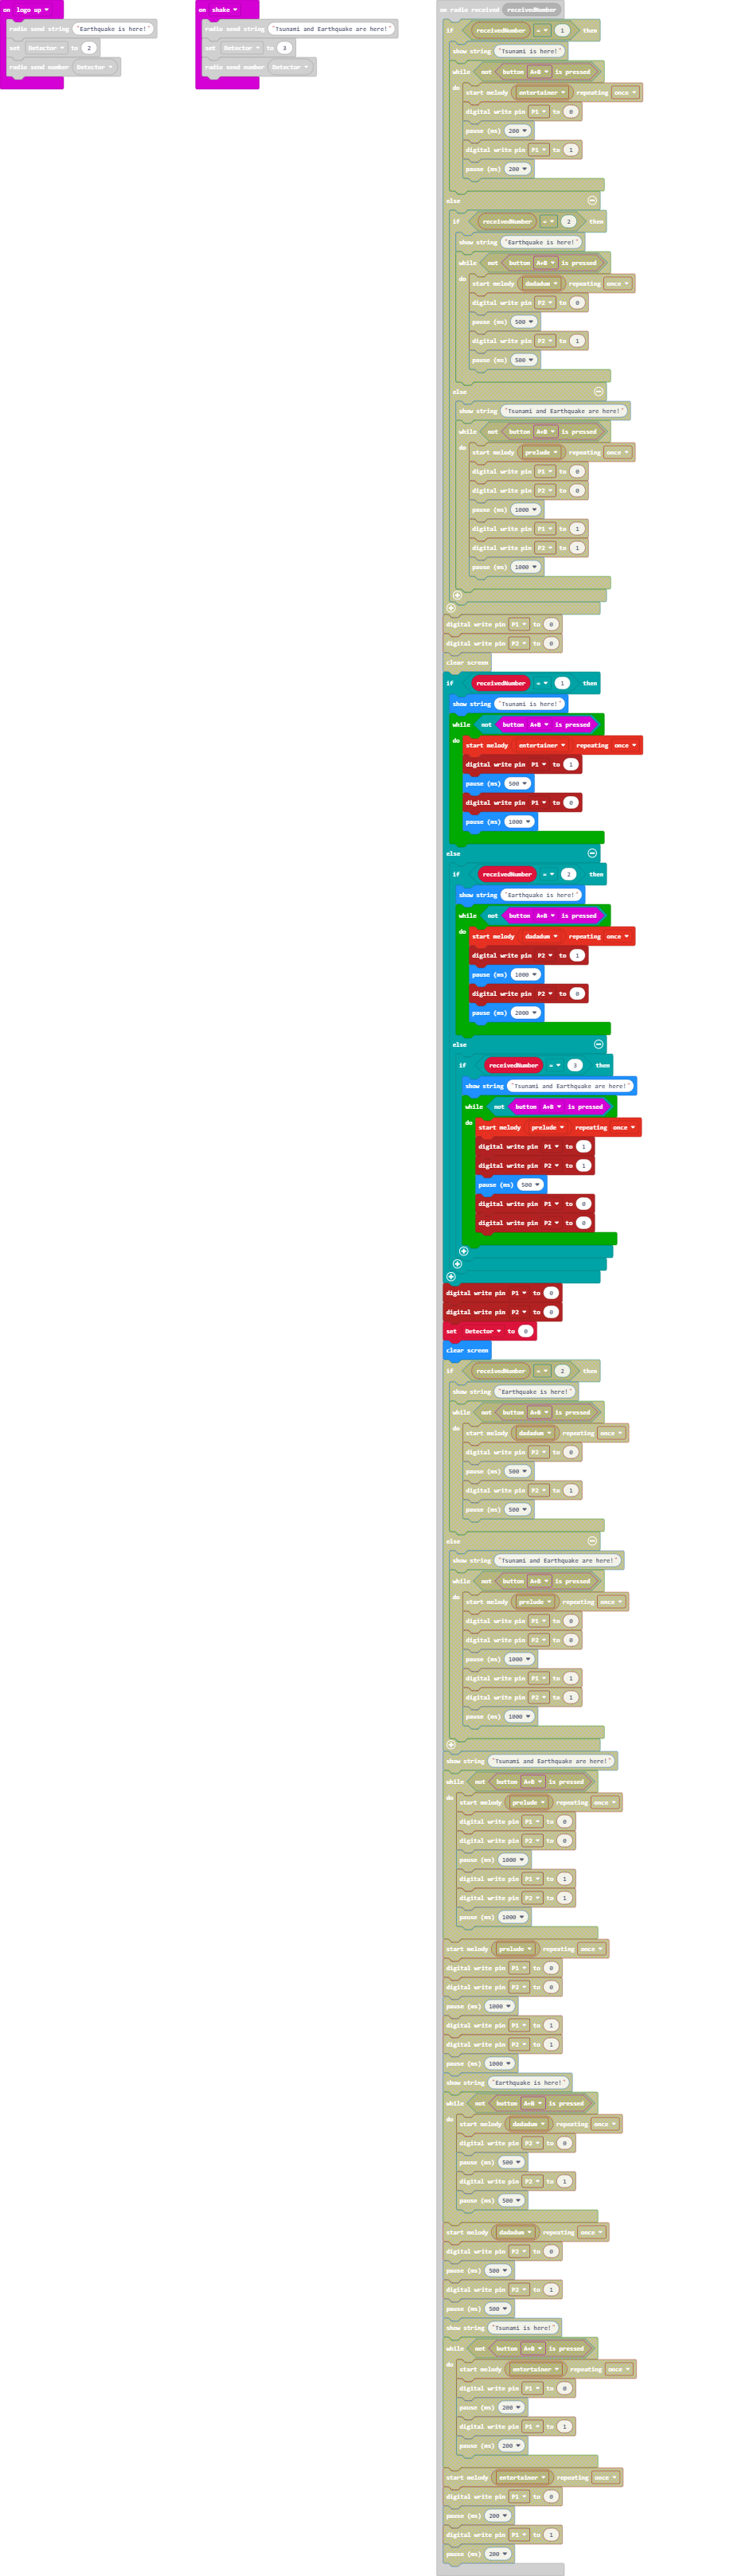 on logo up
radio send string "Earthquake is here!"
set Detector to 2
radio send number Detector
on shake
radio send string "Tsunami and Earthquake are here!"
set Detector to 3
radio send number Detector
on radio received receivedNumber
if receivedNumber = 1 then
show string "Tsunami is here!"
while not button A+B is pressed
do start melody entertainer repeating once
digital write pin P1 to 0
pause (ms) 200
digital write pin P1 to 1
pause (ms) 200
else
if receivedNumber = 2 then
show string "Earthquake is here!"
while not button A+B is pressed
do start melody dadadum repeating once
digital write pin P2 to 0
pause (ms) 500
digital write pin P2 to 1
pause (ms) 500
else
show string "Tsunami and Earthquake are here!"
while not button A+B is pressed
do start melody prelude repeating once
digital write pin P1 to 0
digital write pin P2 to 0
pause (ms) 1000
digital write pin P1 to 1
digital write pin P2 to 1
pause (ms) 1000
digital write pin P1 to 0
digital write pin P2 to 0
clear screen
if receivedNumber = 1 then
show string "Tsunami is here!"
while not button A+B is pressed
do start melody entertainer repeating once
digital write pin P1 to 1
pause (ms) 500
digital write pin P1 to 0
pause (ms) 1000
else
if receivedNumber = 2 then
show string "Earthquake is here!"
while not button A+B is pressed
do start melody dadadum repeating once
digital write pin P2 to 1
pause (ms) 1000
digital write pin P2 to 0
pause (ms) 2000
else
if receivedNumber = 3 then
show string "Tsunami and Earthquake are here!"
while not button A+B is pressed
do start melody prelude repeating once
digital write pin P1 to 1
digital write pin P2 to 1
pause (ms) 500
digital write pin P1 to 0
digital write pin P2 to 0
digital write pin P1 to 0
digital write pin P2 to 0
set Detector to 0
clear screen
if receivedNumber = 2 then
show string "Earthquake is here!"
while not button A+B is pressed
do start melody dadadum repeating once
digital write pin P2 to 0
pause (ms) 500
digital write pin P2 to 1
pause (ms) 500
else
show string "Tsunami and Earthquake are here!"
while not button A+B is pressed
do start melody prelude repeating once
digital write pin P1 to 0
digital write pin P2 to 0
pause (ms) 1000
digital write pin P1 to 1
digital write pin P2 to 1
pause (ms) 1000
show string "Tsunami and Earthquake are here!"
while not button A+B is pressed
do start melody prelude repeating once
digital write pin P1 to 0
digital write pin P2 to 0
pause (ms) 1000
digital write pin P1 to 1
digital write pin P2 to 1
pause (ms) 1000
start melody prelude repeating once
digital write pin P1 to 0
digital write pin P2 to 0
pause (ms) 1000
digital write pin P1 to 1
digital write pin P2 to 1
pause (ms) 1000
show string "Earthquake is here!"
while not button A+B is pressed
do start melody dadadum repeating once
digital write pin P2 to 0
pause (ms) 500
digital write pin P2 to 1
pause (ms) 500
start melody dadadum repeating once
digital write pin P2 to 0
pause (ms) 500
digital write pin P2 to 1
pause (ms) 500
show string "Tsunami is here!"
while not button A+B is pressed
do start melody entertainer repeating once
digital write pin P1 to 0
pause (ms) 200
digital write pin P1 to 1
pause (ms) 200
start melody entertainer repeating once
digital write pin P1 to 0
pause (ms) 200
digital write pin P1 to 1
pause (ms) 200